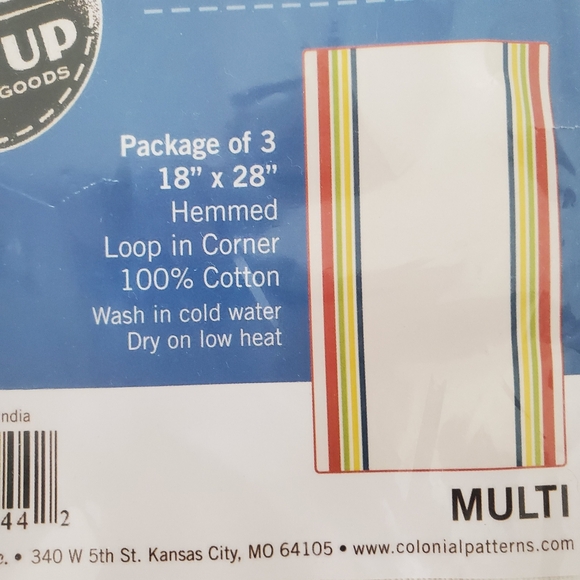 UP
GOODS
Package of 3
18” x 28”
Hemmed
Loop in Corner
100% Cotton
Wash in cold water
Dry on low heat
ndia
44 2
MULTI
c. • 340 W 5th St. Kansas City, MO 64105 • www.colonialpatterns.com